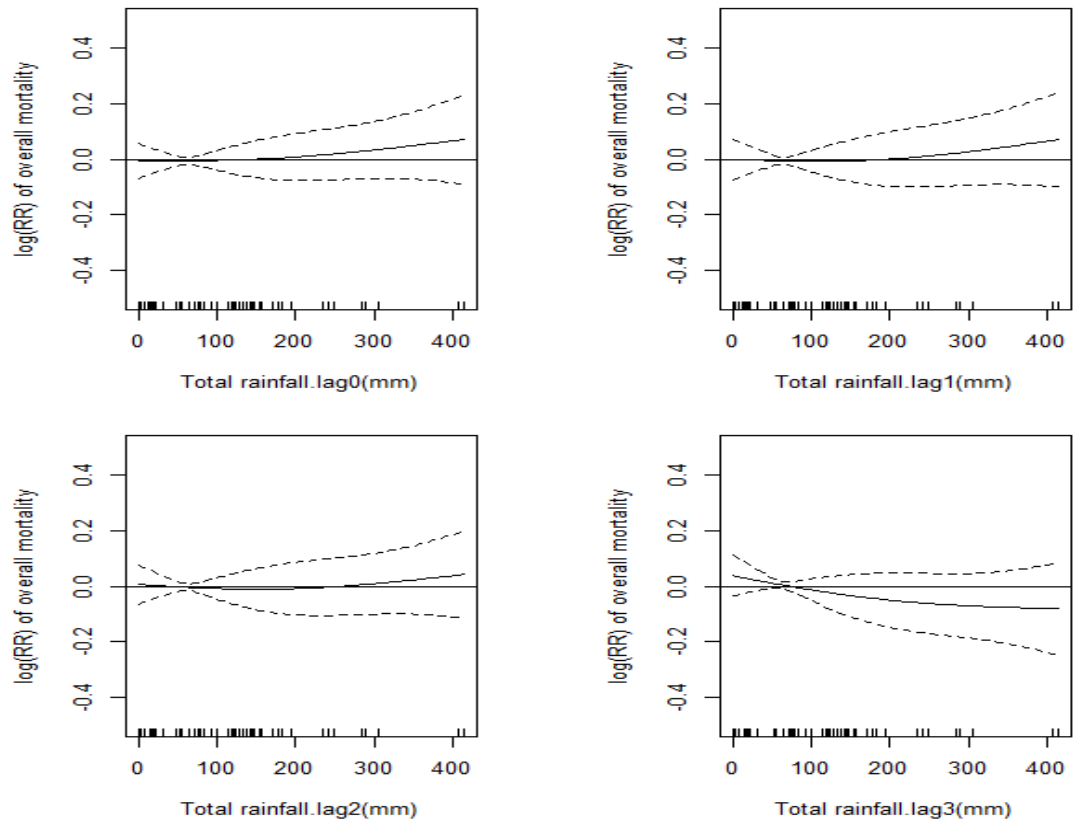 log(RR) of overall mortality
0.4
0.2
0.0
-0.2
-0.4
0 100 200 300 400
Total rainfall.lag0(mm)
log(RR) of overall mortality
0.4
0.2
0.0
-0.2
-0.4
0 100 200 300 400
Total rainfall.lag1(mm)
log(RR) of overall mortality
0.4
0.2
0.0
-0.2
-0.4
0 100 200 300 400
Total rainfall.lag2(mm)
log(RR) of overall mortality
0.4
0.2
0.0
-0.2
-0.4
0 100 200 300 400
Total rainfall.lag3(mm)